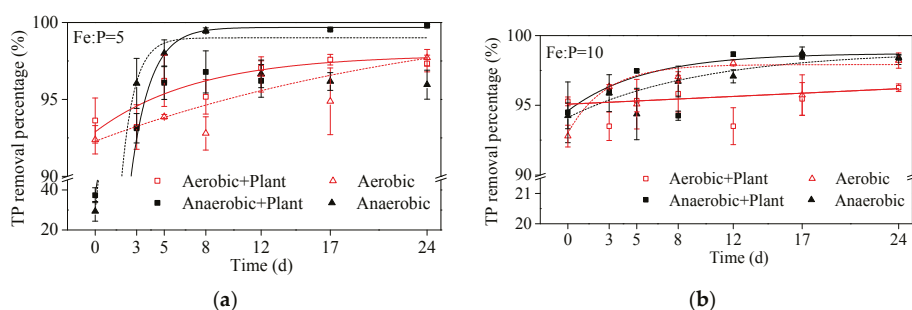 100
95
90
40
20
TP removal percentage (%)
Fe:P=5
Aerobic+Plant
Aerobic
Anaerobic+Plant
Anaerobic
0 3 5 8 12 17 24
Time (d)
(a)
100
95
90
21
20
TP removal percentage (%)
Fe:P=10
Aerobic+Plant
Aerobic
Anaerobic+Plant
Anaerobic
0 3 5 8 12 17 24
Time (d)
(b)